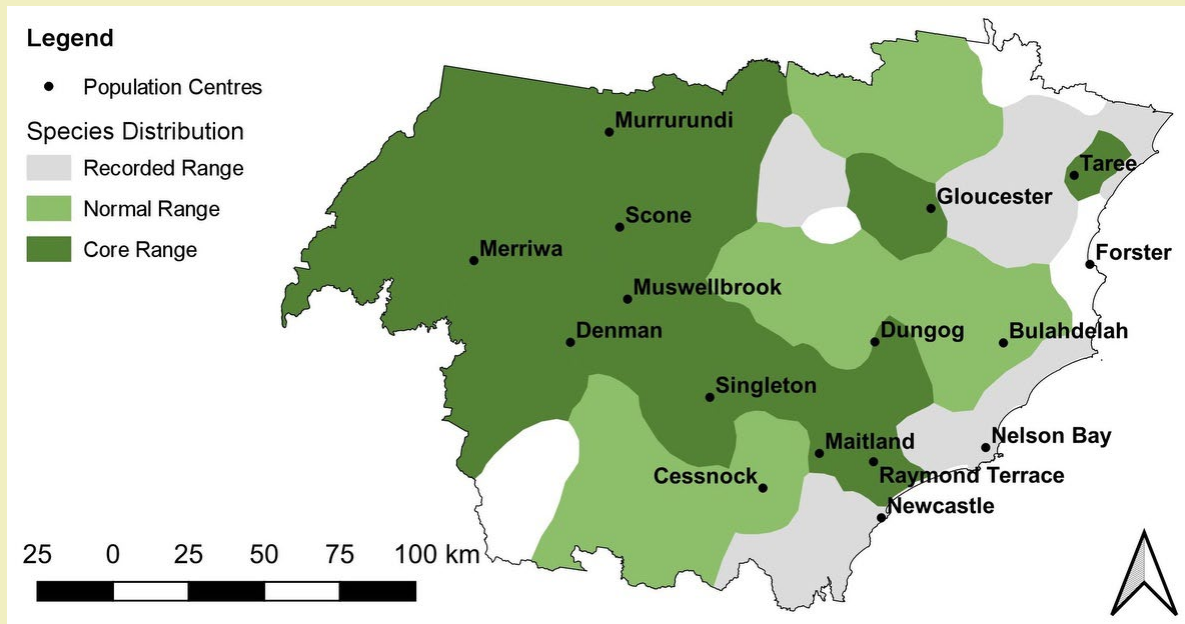 Legend
Population Centres
Species Distribution
Recorded Range
Normal Range
Core Range
Murrurundi
Taree
Gloucester
Scone
Merriwa
Forster
Muswellbrook
Denman
Dungog
Bulahdelah
Singleton
Maitland
Nelson Bay
Cessnock
Raymond Terrace
Newcastle
25 0 25 50 75 100 km